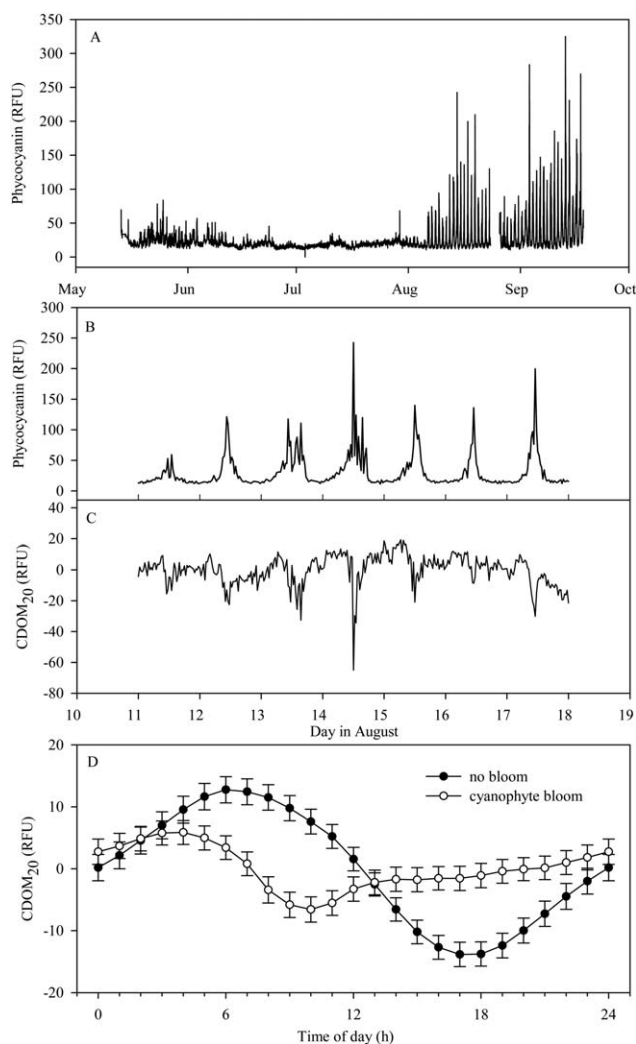 A
Phycocyanin (RFU)
350
300
250
200
150
100
50
0
May Jun Jul Aug Sep Oct
B
Phycocycanin (RFU)
300
250
200
150
100
50
0
C
CDOM20 (RFU)
40
20
0
-20
-40
-60
-80
10 11 12 13 14 15 16 17 18 19
Day in August
D
no bloom
cyanophyte bloom
CDOM20 (RFU)
20
10
0
-10
-20
0 6 12 18 24
Time of day (h)